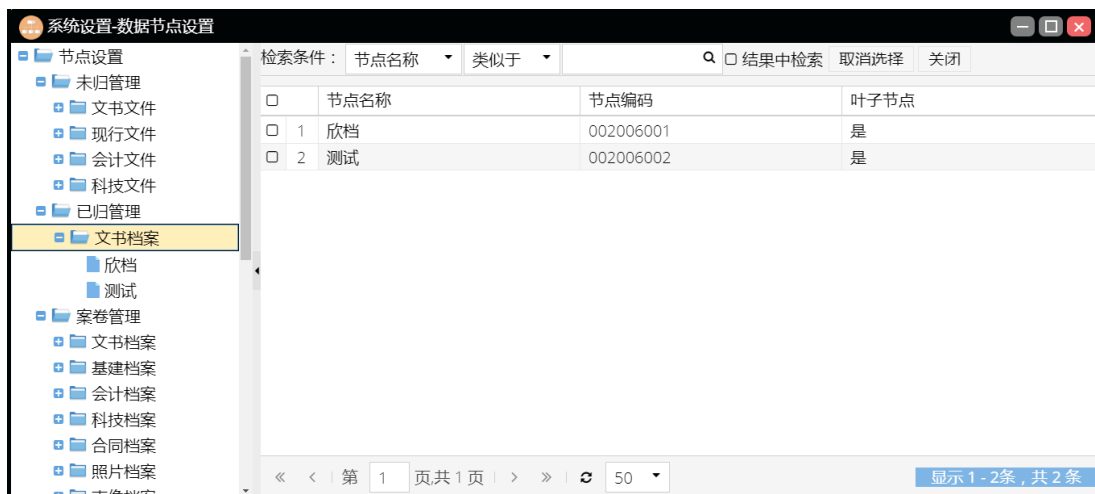 系统设置-数据节点设置
节点设置
未归管理
文书文件
现行文件
会计文件
科技文件
已归管理
文书档案
欣档
测试
案卷管理
文书档案
基建档案
会计档案
科技档案
合同档案
照片档案
检索条件： 节点名称 类似于 结果中检索 取消选择 关闭
节点名称 节点编码 叶子节点
1 欣档 002006001 是
2 测试 002006002 是
第 1 页,共 1 页 50 显示 1 - 2条，共 2 条